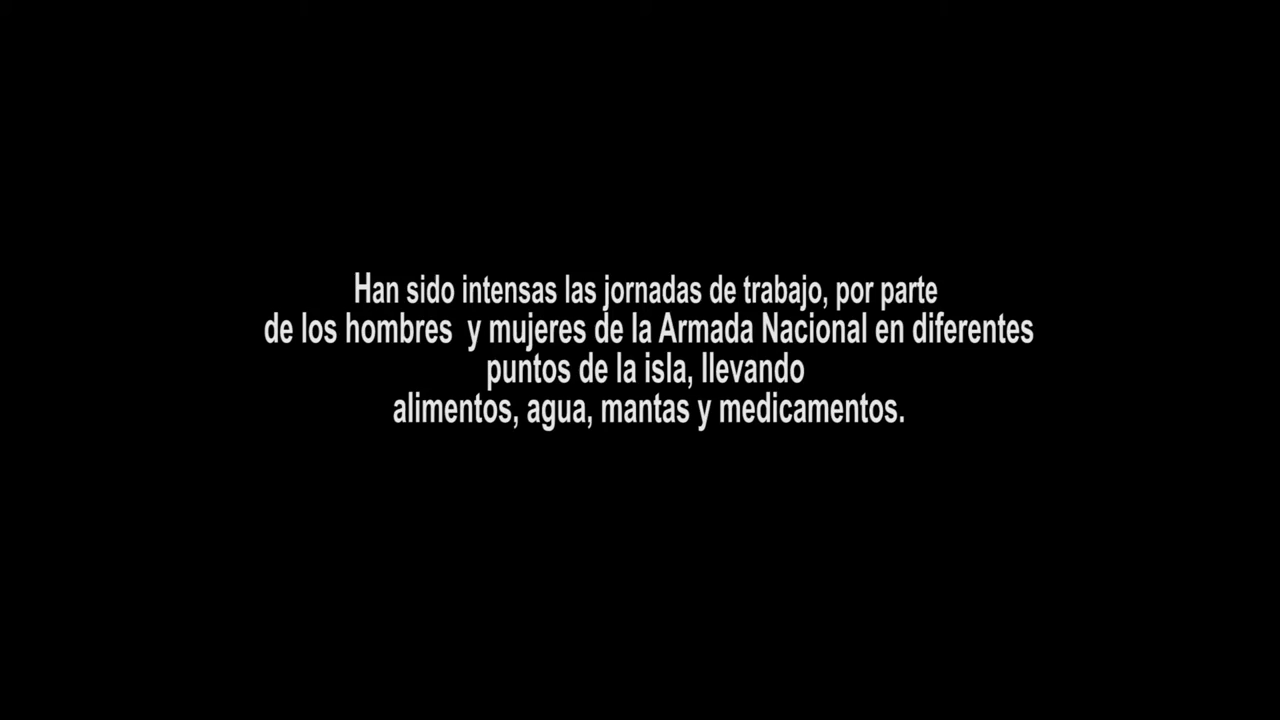 Han sido intensas las jornadas de trabajo, por parte
de los hombres  y mujeres de la Armada Nacional en diferentes
puntos de la isla, llevando
alimentos, agua, mantas y medicamentos.